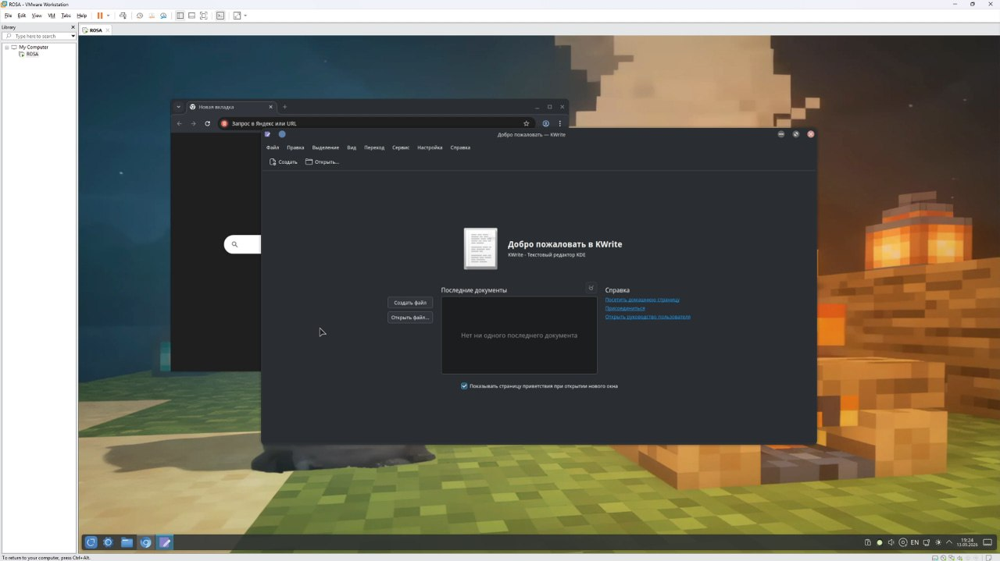 ROSA - VMware Workstation
File Edit View VM Tabs Help
Library
Type here to search
My Computer
ROSA
ROSA
Новая вкладка
Запрос в Яндекс или URL
Добро пожаловать — KWrite
Файл Правка Выделение Вид Переход Сервис Настройка Справка
Создать Открыть...
Добро пожаловать в KWrite
KWrite - Текстовый редактор KDE
Последние документы
Справка
Создать файл
Открыть файл...
Посетить домашнюю страницу
Присоединиться
Открыть руководство пользователя
Нет ни одного последнего документа
Показывать страницу приветствия при открытии нового окна
EN
19:24
13.09.2026
To return to your computer, press Ctrl+Alt.